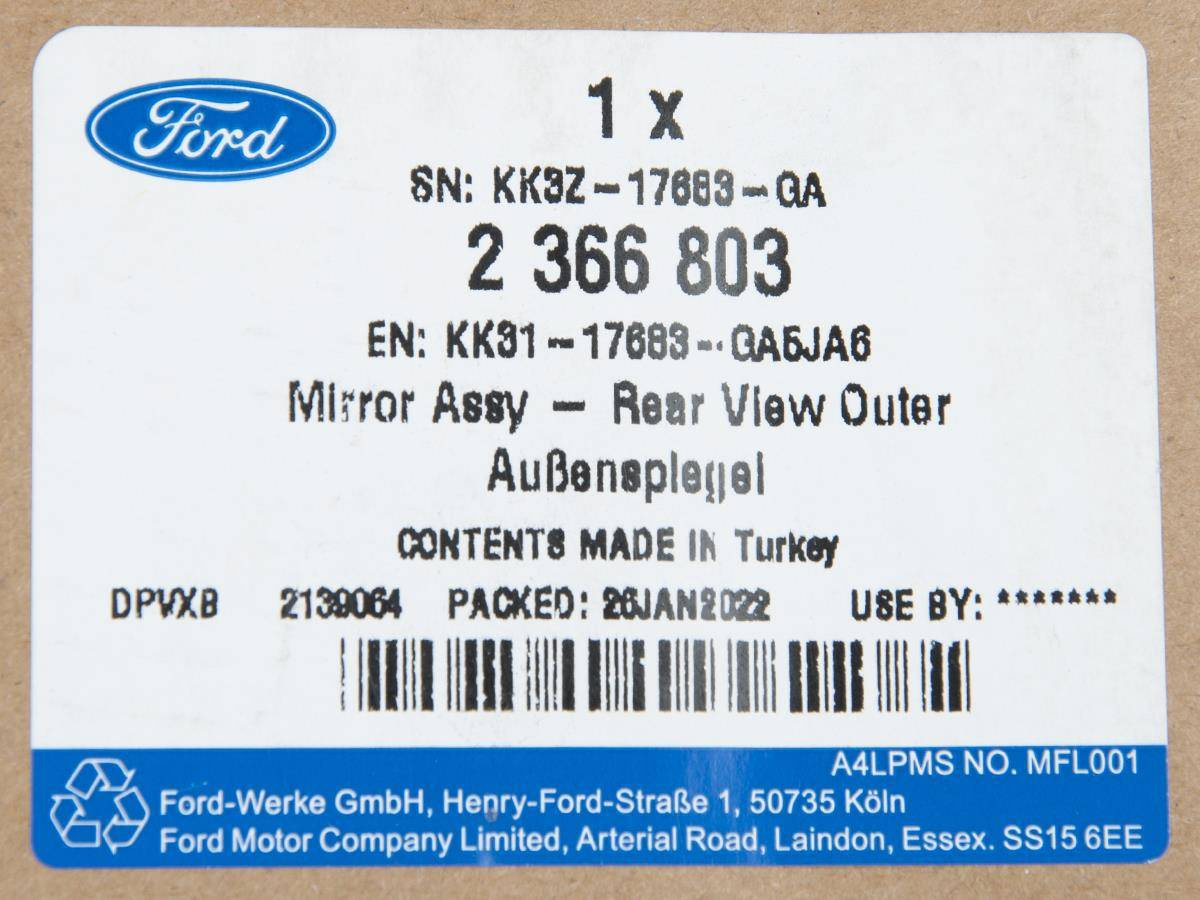 Ford
1 x
SN: KK3Z-17683-GA
2 366 803
EN: KK31-17683-GA5JA6
Mirror Assy - Rear View Outer
Außenspiegel
CONTENTS MADE IN Turkey
DPVXB 2139064 PACKED: 26JAN2022 USE BY: *******
A4LPMS NO. MFL001
Ford-Werke GmbH, Henry-Ford-Straße 1, 50735 Köln
Ford Motor Company Limited, Arterial Road, Laindon, Essex. SS15 6EE